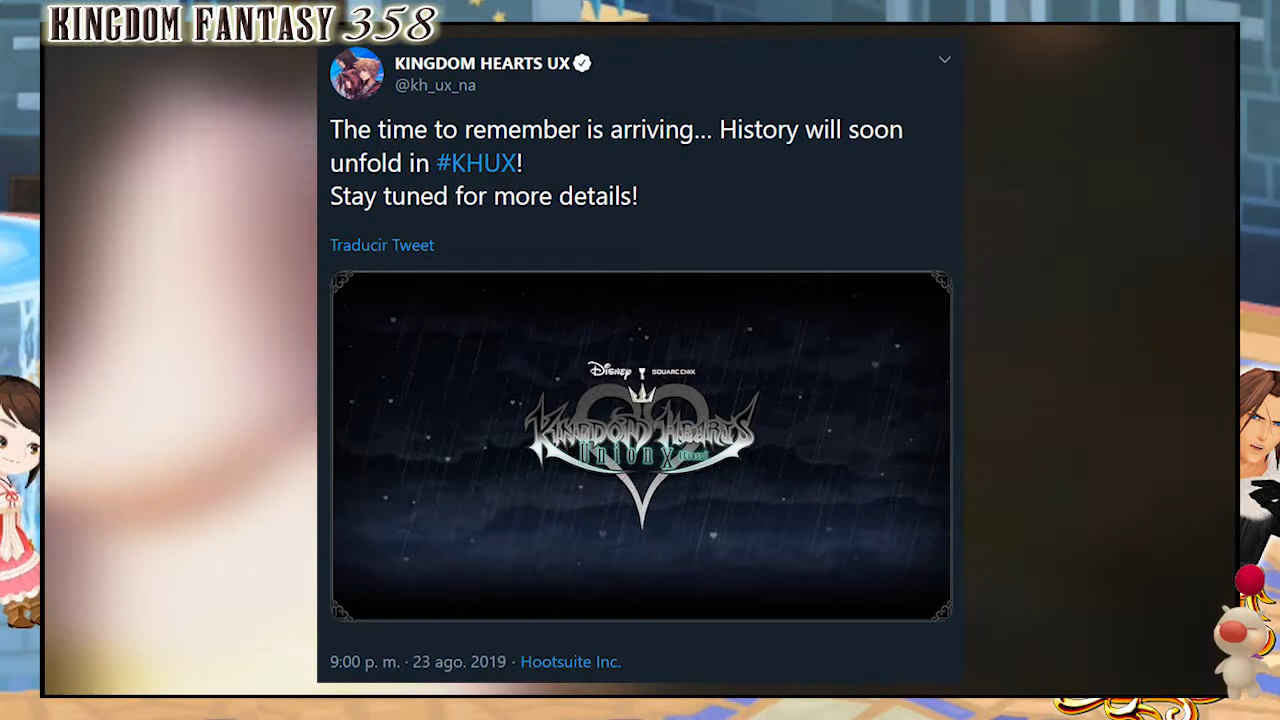 KINGDOM FANTASY 358
KINGDOM HEARTS UX
@kh_ux_na
The time to remember is arriving... History will soon
unfold in #KHUX!
Stay tuned for more details!
Traducir Tweet
Disney SQUARE ENIX
KINGDOM HEARTS
Union χ [Cross]
9:00 p. m. · 23 ago. 2019 · Hootsuite Inc.